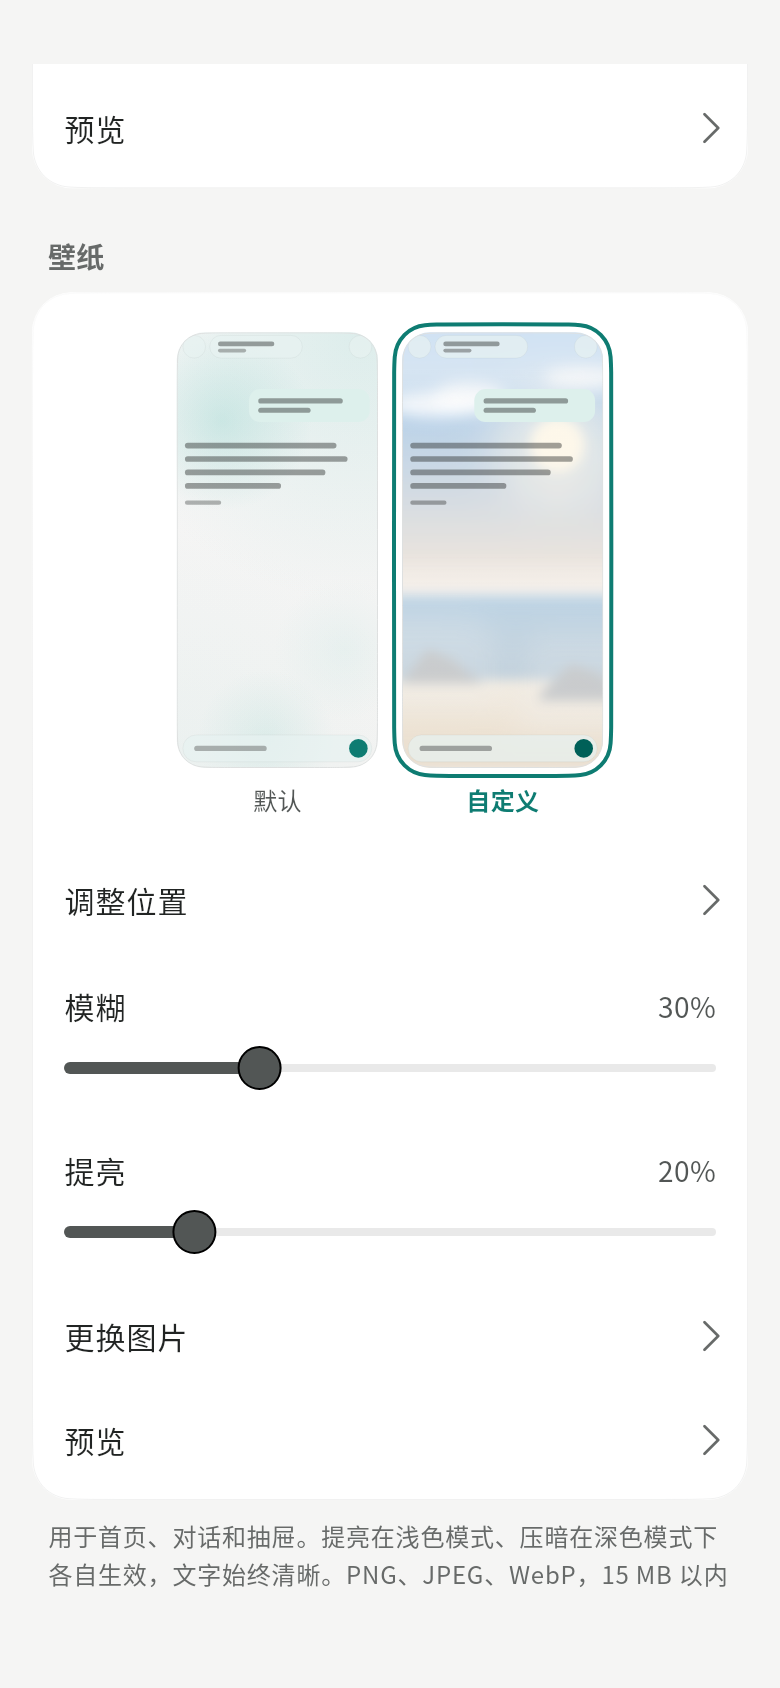 预览
壁纸
默认
自定义
调整位置
模糊
30%
提亮
20%
更换图片
预览
用于首页、对话和抽屉。提亮在浅色模式、压暗在深色模式下
各自生效，文字始终清晰。PNG、JPEG、WebP，15 MB 以内